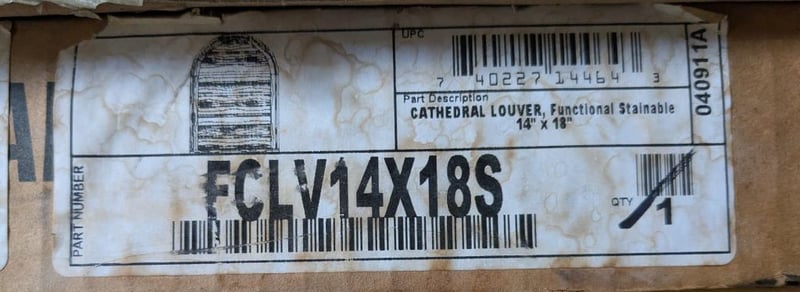 UPC
7 40227 14464 3
Part Description
CATHEDRAL LOUVER, Functional Stainable
14" x 18"
040911A
PART NUMBER
FCLV14X18S
QTY
1